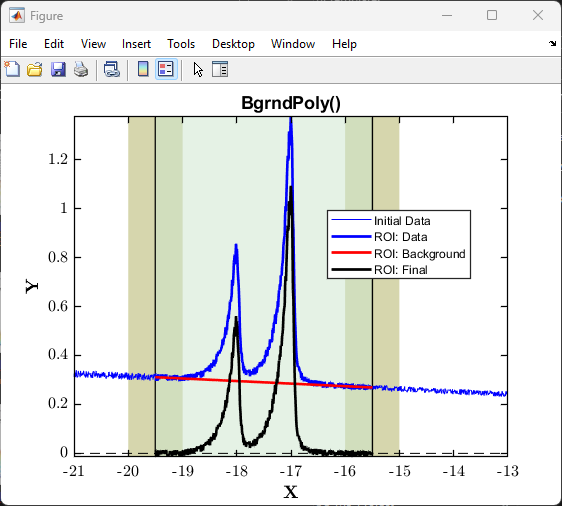 Figure
File Edit View Insert Tools Desktop Window Help
BgrndPoly()
1.2
1
0.8
0.6
0.4
0.2
0
Y
Initial Data
ROI: Data
ROI: Background
ROI: Final
-21 -20 -19 -18 -17 -16 -15 -14 -13
X